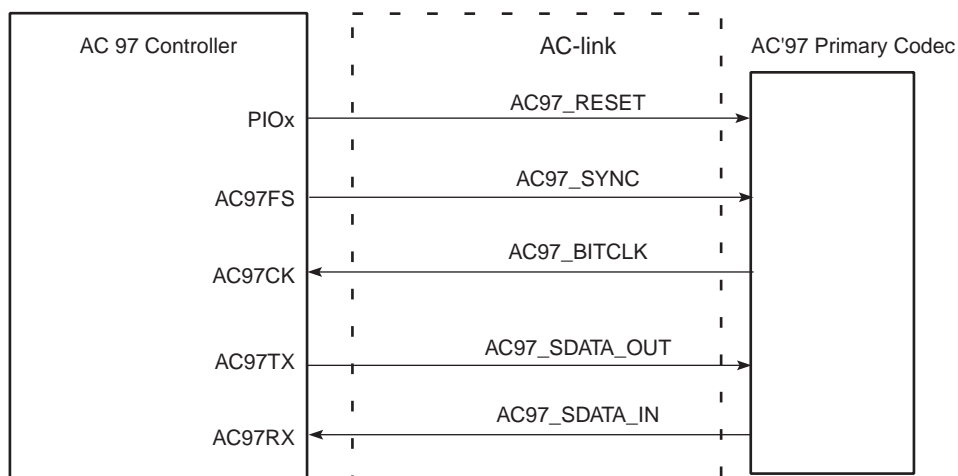 AC 97 Controller
AC-link
AC'97 Primary Codec
PIOx
AC97_RESET
AC97FS
AC97_SYNC
AC97CK
AC97_BITCLK
AC97TX
AC97_SDATA_OUT
AC97RX
AC97_SDATA_IN